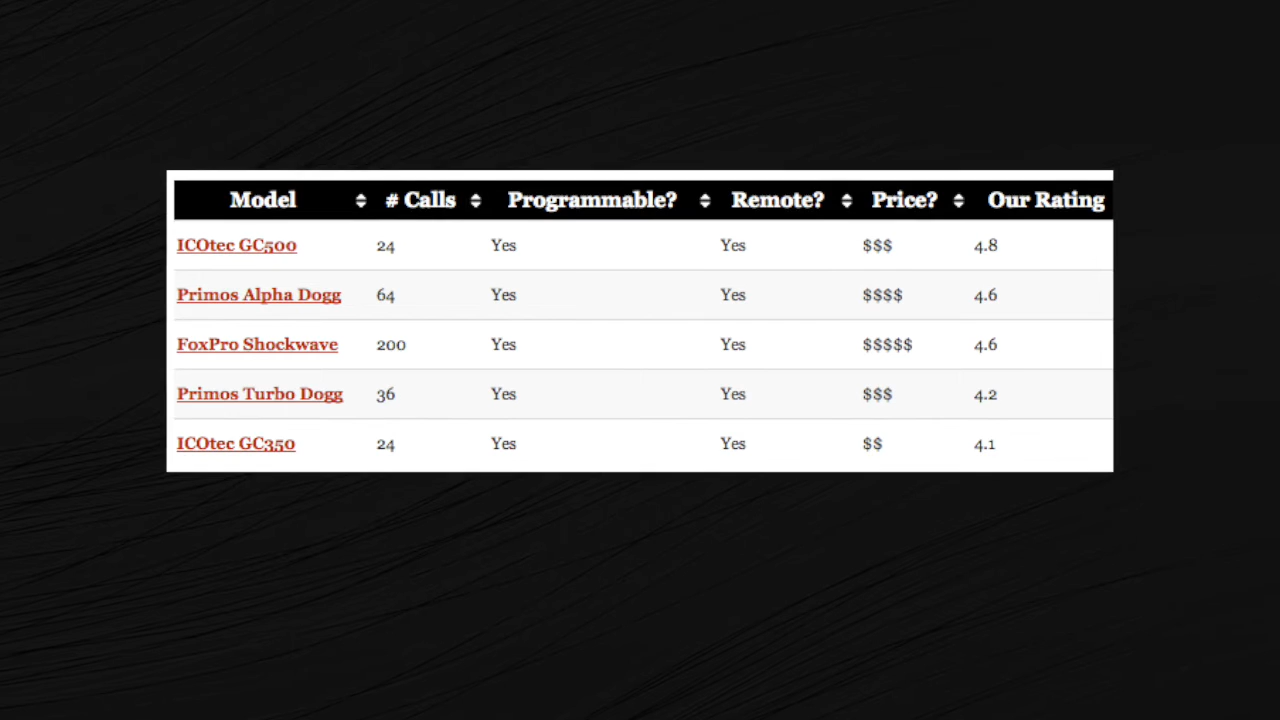 Model # Calls Programmable? Remote? Price? Our Rating
ICOtec GC500 24 Yes Yes $$$ 4.8
Primos Alpha Dogg 64 Yes Yes $$$$ 4.6
FoxPro Shockwave 200 Yes Yes $$$$$ 4.6
Primos Turbo Dogg 36 Yes Yes $$$ 4.2
ICOtec GC350 24 Yes Yes $$ 4.1